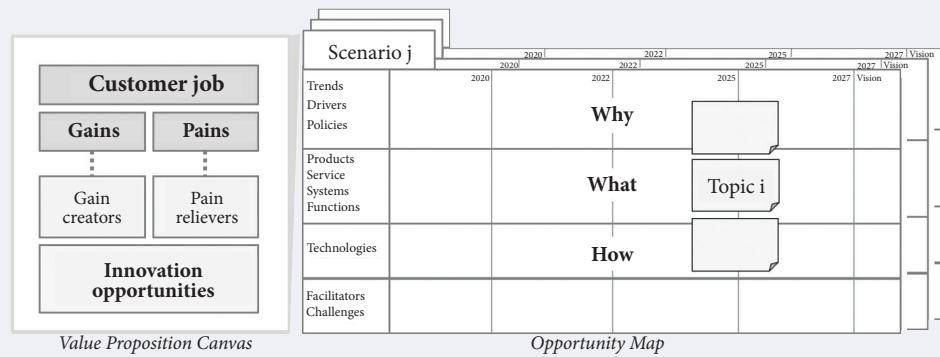 Customer job
Gains
Pains
Gain
creators
Pain
relievers
Innovation
opportunities
Value Proposition Canvas
Scenario j
2020 2022 2025 2027 Vision
2020 2022 2025 2027 Vision
2020 2022 2025 2027 Vision
Trends
Drivers
Policies
Why
Products
Service
Systems
Functions
What
Topic i
Technologies
How
Facilitators
Challenges
Opportunity Map